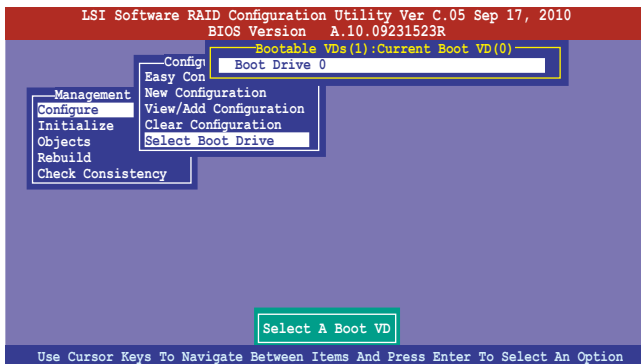 LSI Software RAID Configuration Utility Ver C.05 Sep 17, 2010
BIOS Version A.10.09231523R
Bootable VDs(1):Current Boot VD(0)
Boot Drive 0
Configu
Easy Con
New Configuration
View/Add Configuration
Clear Configuration
Select Boot Drive
Management
Configure
Initialize
Objects
Rebuild
Check Consistency
Select A Boot VD
Use Cursor Keys To Navigate Between Items And Press Enter To Select An Option